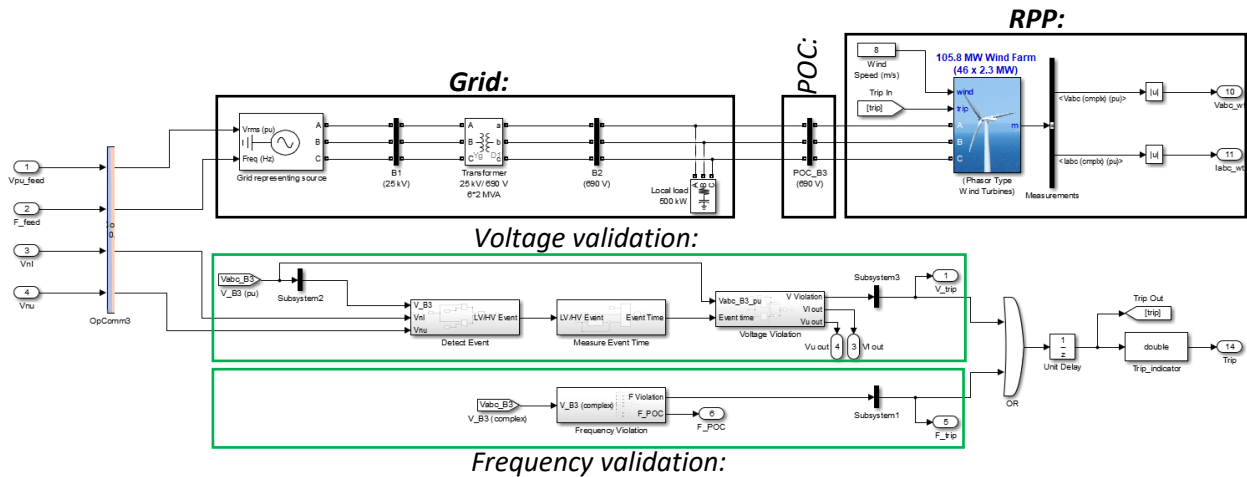 RPP:
POC:
Grid:
8
Wind
Speed (m/s)
105.8 MW Wind Farm
(46 x 2.3 MW)
Trip In
[trip]
wind
trip
A
B
C
m
(Phasor Type
Wind Turbines)
Measurements
<Vabc (cmplx) (pu)>
|u|
10
Vabc_wt
<Iabc (cmplx) (pu)>
|u|
11
Iabc_wt
Vrms (pu)
Freq (Hz)
A
B
C
Grid representing source
B1
(25 kV)
A
B
C
a
b
c
Yg
D1
Transformer
25 kV/ 690 V
6*2 MVA
B2
(690 V)
A
B
C
Local load
500 kW
POC_B3
(690 V)
1
Vpu_feed
2
F_feed
3
Vnl
4
Vnu
OpComm3
Voltage validation:
Vabc_B3
V_B3 (pu)
Subsystem2
V_B3
Vnl
Vnu
LV/HV Event
Detect Event
LV/HV Event
Event Time
Measure Event Time
Vabc_B3_pu
Event time
V Violation
Vl out
Vu out
Voltage Violation
4
3
Vu out
Vl out
Subsystem3
1
V_trip
OR
1
z
Unit Delay
Trip Out
[trip]
double
Trip_indicator
14
Trip
Vabc_B3
V_B3 (complex)
V_B3 (complex)
F Violation
F_POC
Frequency Violation
6
F_POC
Subsystem1
5
F_trip
Frequency validation: